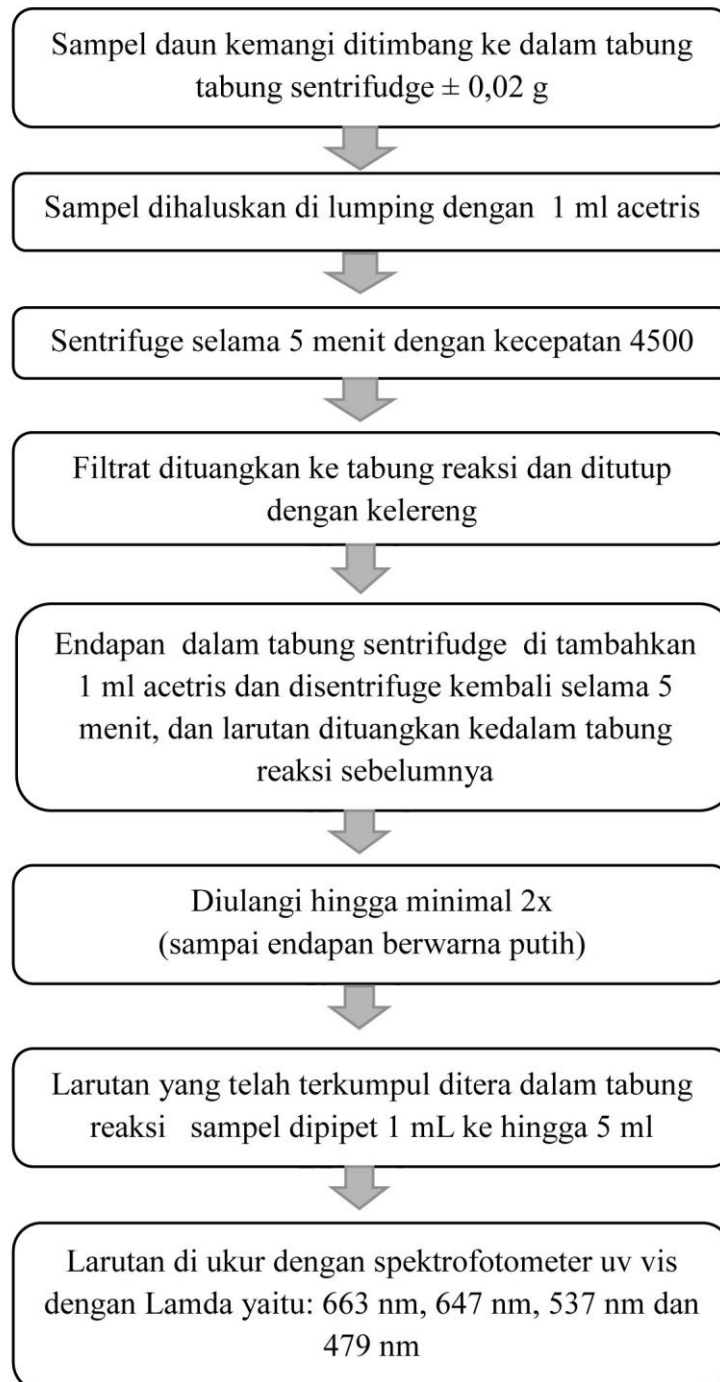 Sampel daun kemangi ditimbang ke dalam tabung
tabung sentrifudge ± 0,02 g
Sampel dihaluskan di lumping dengan 1 ml acetris
Sentrifuge selama 5 menit dengan kecepatan 4500
Filtrat dituangkan ke tabung reaksi dan ditutup
dengan kelereng
Endapan dalam tabung sentrifudge di tambahkan
1 ml acetris dan disentrifuge kembali selama 5
menit, dan larutan dituangkan kedalam tabung
reaksi sebelumnya
Diulangi hingga minimal 2x
(sampai endapan berwarna putih)
Larutan yang telah terkumpul ditera dalam tabung
reaksi sampel dipipet 1 mL ke hingga 5 ml
Larutan di ukur dengan spektrofotometer uv vis
dengan Lamda yaitu: 663 nm, 647 nm, 537 nm dan
479 nm